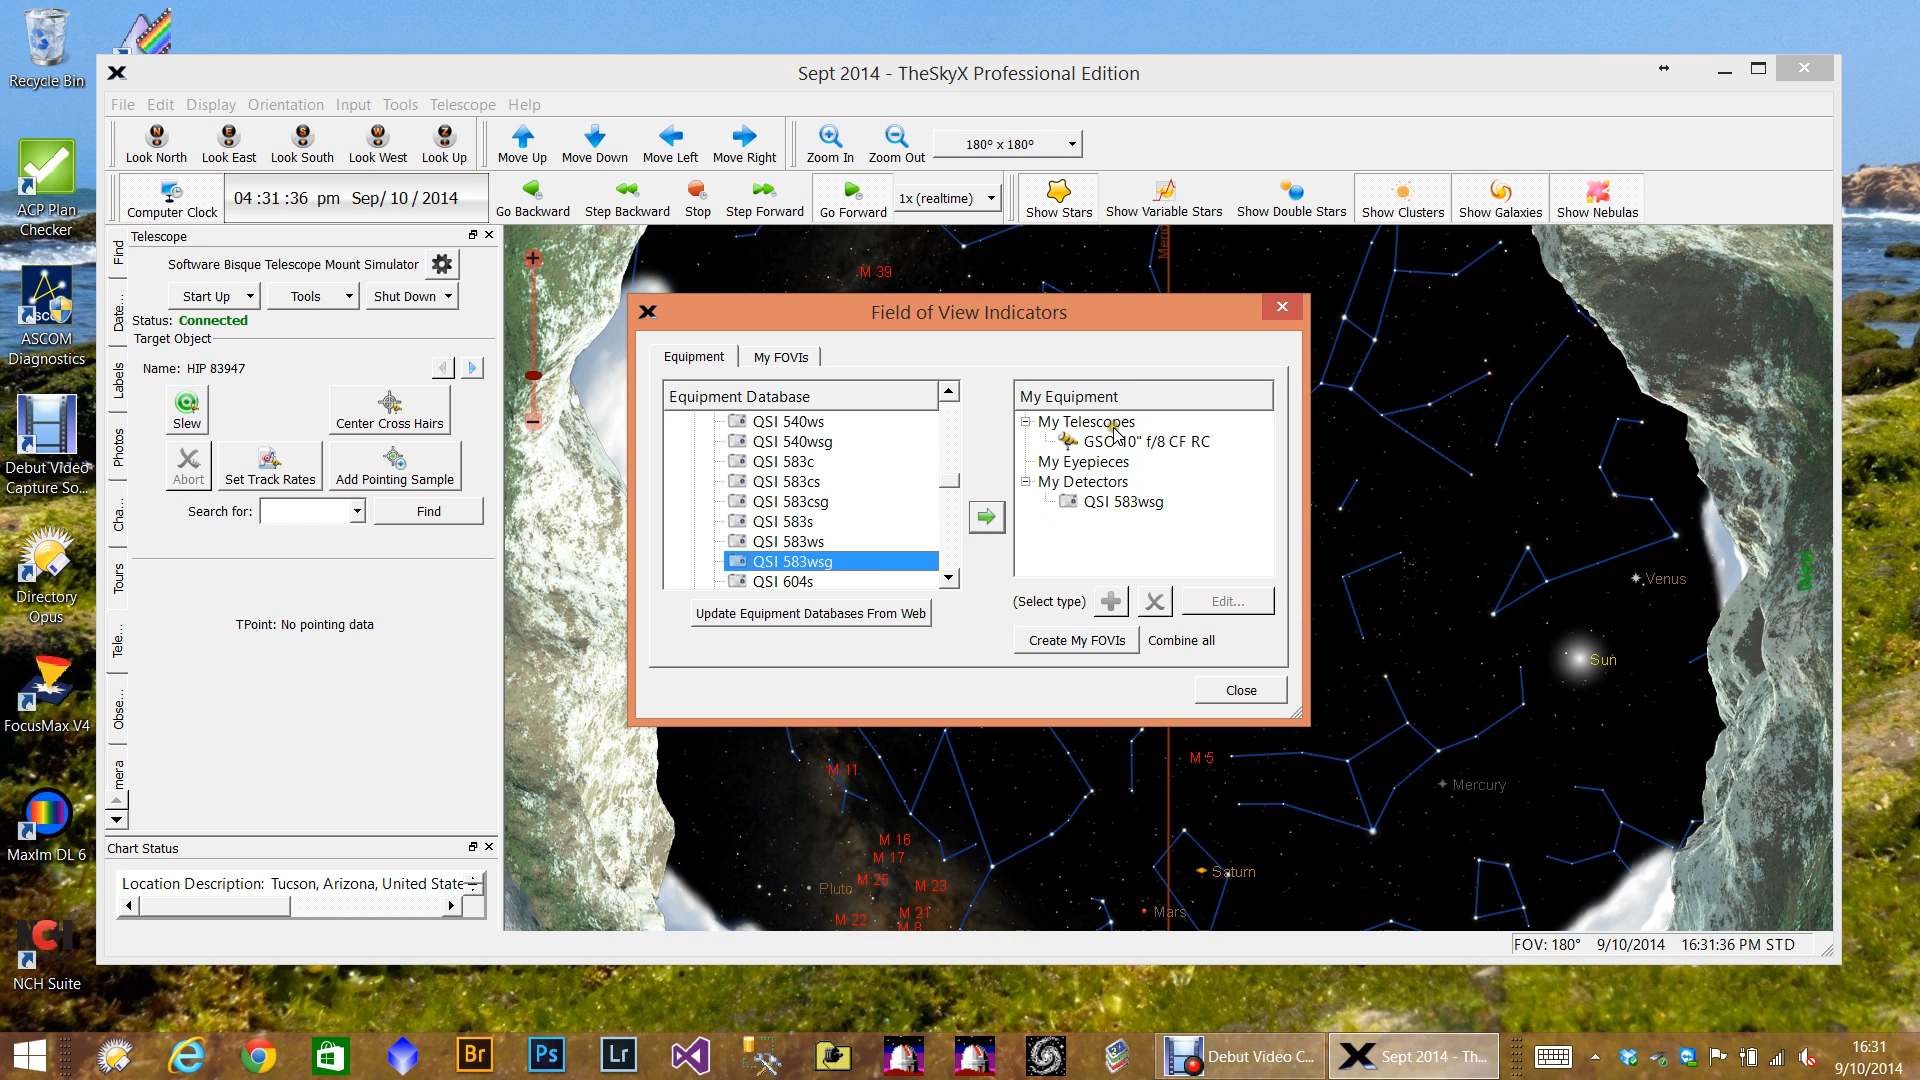 Recycle Bin
ACP Plan
Checker
ASCOM
Diagnostics
Debut Video
Capture So...
Directory
Opus
FocusMax V4
MaxIm DL 6
NCH Suite
Sept 2014 - TheSkyX Professional Edition
File Edit Display Orientation Input Tools Telescope Help
N E S W Z
Look North Look East Look South Look West Look Up Move Up Move Down Move Left Move Right Zoom In Zoom Out 180° x 180°
Computer Clock 04 :31 :36 pm Sep/ 10 / 2014 Go Backward Step Backward Stop Step Forward Go Forward 1x (realtime) Show Stars Show Variable Stars Show Double Stars Show Clusters Show Galaxies Show Nebulas
Find
Date...
Labels
Photos
Cha...
Tours
Tele...
Obse...
mera
Telescope
Software Bisque Telescope Mount Simulator
Start Up Tools Shut Down
Status: Connected
Target Object
Name: HIP 83947
Slew Center Cross Hairs
Abort Set Track Rates Add Pointing Sample
Search for: Find
TPoint: No pointing data
Chart Status
Location Description: Tucson, Arizona, United State
M 39
Field of View Indicators
Equipment My FOVIs
Equipment Database
QSI 540ws
QSI 540wsg
QSI 583c
QSI 583cs
QSI 583csg
QSI 583s
QSI 583ws
QSI 583wsg
QSI 604s
Update Equipment Databases From Web
My Equipment
My Telescopes
GSO 10" f/8 CF RC
My Eyepieces
My Detectors
QSI 583wsg
(Select type) Edit...
Create My FOVIs Combine all
Close
West
Venus
Sun
M 5
M 11
Mercury
M 16
M 17
Saturn
Pluto M 25 M 23
M 21 Mars
M 22 M 8
FOV: 180° 9/10/2014 16:31:36 PM STD
Br Ps Lr Debut Video C... Sept 2014 - Th... 16:31
9/10/2014